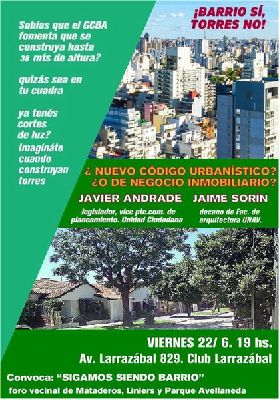 Sabías que el GCBA
fomenta que se
construya hasta
38 mts de altura?
quizás sea en
tu cuadra
ya tenés
cortes
de luz?
Imagináte
cuando
construyan
torres
¡BARRIO SÍ,
TORRES NO!
¿ NUEVO CÓDIGO URBANÍSTICO?
¿O DE NEGOCIO INMOBILIARIO?
JAVIER ANDRADE
legislador, vice pte.com. de
planeamiento. Unidad Ciudadana
JAIME SORIN
decano de Fac. de
arquitectura UNAV.
VIERNES 22/ 6. 19 hs.
Av. Larrazábal 829. Club Larrazábal
Convoca: “SIGAMOS SIENDO BARRIO”
foro vecinal de Mataderos, Liniers y Parque Avellaneda